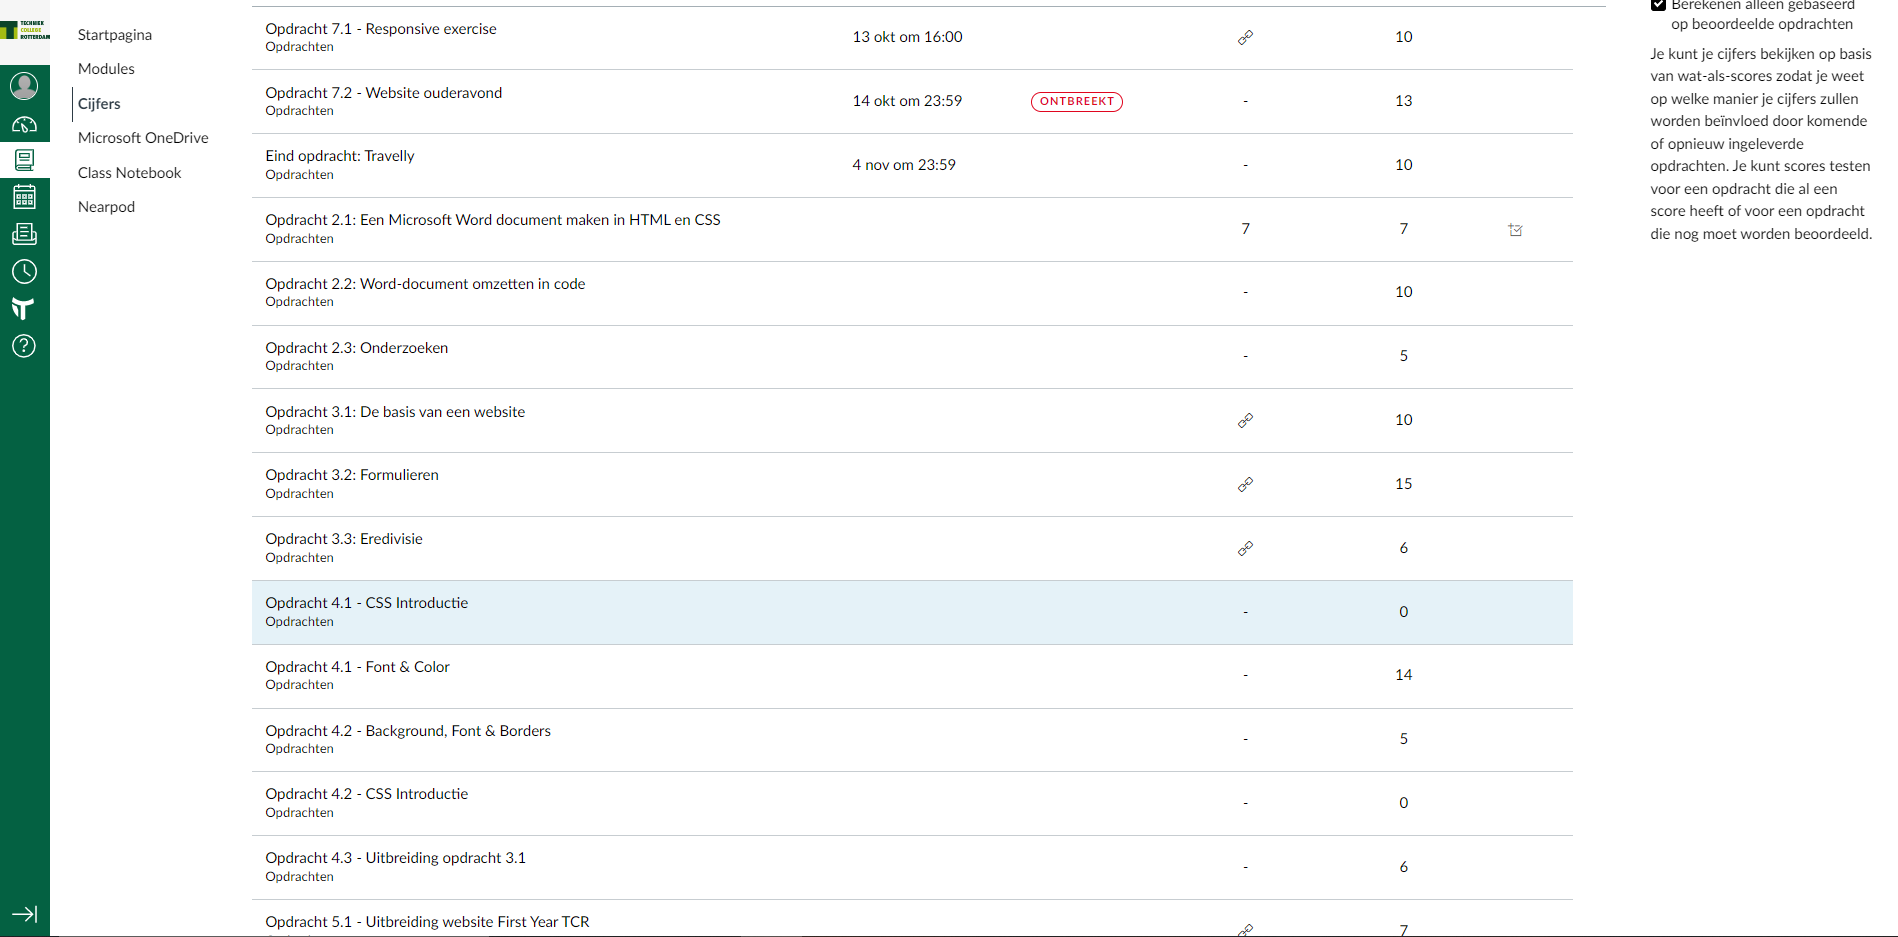 TECHNIEK
COLLEGE
ROTTERDAM
Startpagina
Modules
Cijfers
Microsoft OneDrive
Class Notebook
Nearpod
Opdracht 7.1 - Responsive exercise
Opdrachten
13 okt om 16:00
10
Opdracht 7.2 - Website ouderavond
Opdrachten
14 okt om 23:59
ONTBREEKT
-
13
Eind opdracht: Travelly
Opdrachten
4 nov om 23:59
-
10
Opdracht 2.1: Een Microsoft Word document maken in HTML en CSS
Opdrachten
7
7
Opdracht 2.2: Word-document omzetten in code
Opdrachten
-
10
Opdracht 2.3: Onderzoeken
Opdrachten
-
5
Opdracht 3.1: De basis van een website
Opdrachten
10
Opdracht 3.2: Formulieren
Opdrachten
15
Opdracht 3.3: Eredivisie
Opdrachten
6
Opdracht 4.1 - CSS Introductie
Opdrachten
-
0
Opdracht 4.1 - Font & Color
Opdrachten
-
14
Opdracht 4.2 - Background, Font & Borders
Opdrachten
-
5
Opdracht 4.2 - CSS Introductie
Opdrachten
-
0
Opdracht 4.3 - Uitbreiding opdracht 3.1
Opdrachten
-
6
Opdracht 5.1 - Uitbreiding website First Year TCR
7
Berekenen alleen gebaseerd
op beoordeelde opdrachten
Je kunt je cijfers bekijken op basis
van wat-als-scores zodat je weet
op welke manier je cijfers zullen
worden beïnvloed door komende
of opnieuw ingeleverde
opdrachten. Je kunt scores testen
voor een opdracht die al een
score heeft of voor een opdracht
die nog moet worden beoordeeld.